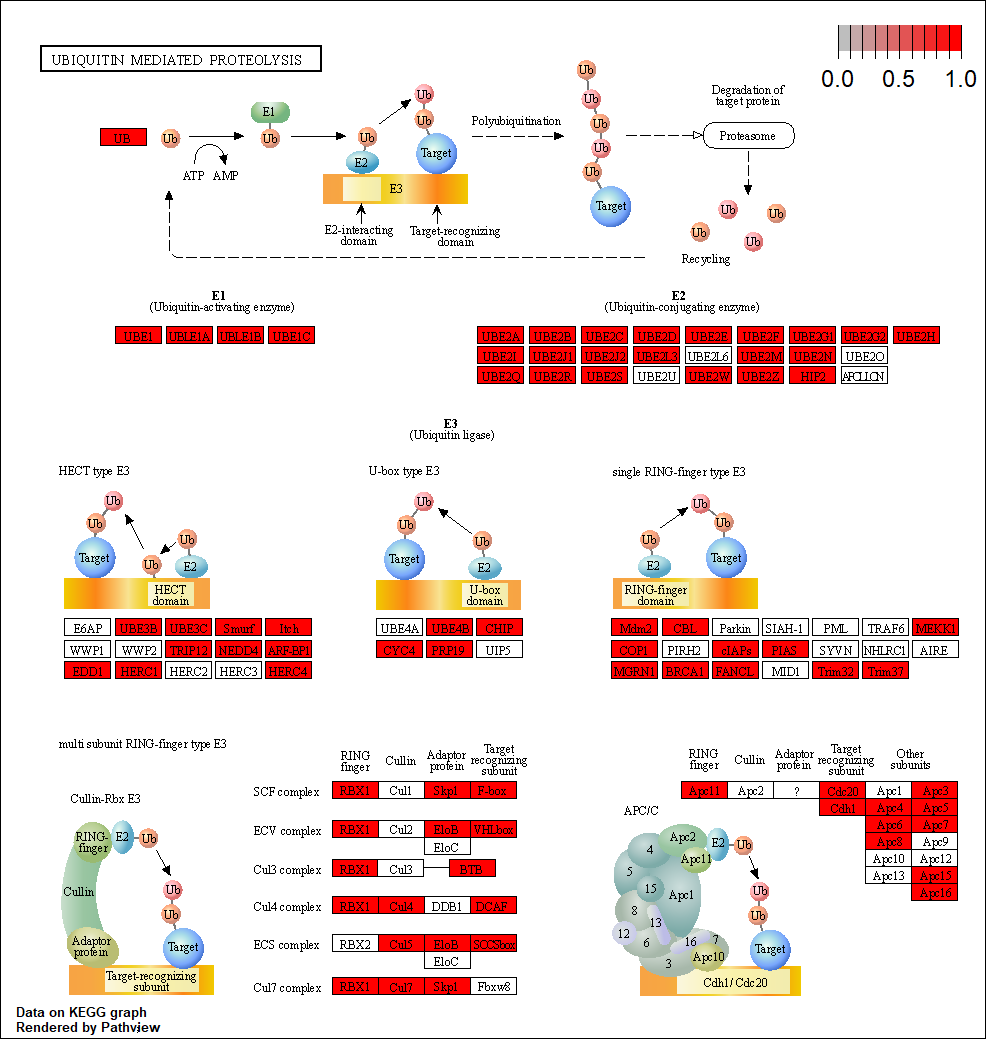 UBIQUITIN MEDIATED PROTEOLYSIS
0.0 0.5 1.0
UB
Ub
ATP AMP
E1
Ub
Ub
E2
Ub
Ub
Target
E3
E2-interacting
domain
Target-recognizing
domain
Polyubiquitination
Ub
Ub
Ub
Ub
Ub
Target
Degradation of
target protein
Proteasome
Ub
Ub
Ub
Ub
Recycling
E1
(Ubiquitin-activating enzyme)
UBE1 UBLE1A UBLE1B UBE1C
E2
(Ubiquitin-conjugating enzyme)
UBE2A UBE2B UBE2C UBE2D UBE2E UBE2F UBE2G1 UBE2G2 UBE2H
UBE2I UBE2J1 UBE2J2 UBE2L3 UBE2L6 UBE2M UBE2N UBE2O
UBE2Q UBE2R UBE2S UBE2U UBE2W UBE2Z HIP2 AFCLLCN
E3
(Ubiquitin ligase)
HECT type E3
Ub
Ub
Target
Ub
Ub
E2
HECT
domain
E6AP UBE3B UBE3C Smurf Itch
WWP1 WWP2 TRIP12 NEDD4 ARF-BP1
EDD1 HERC1 HERC2 HERC3 HERC4
U-box type E3
Ub
Ub
Target
Ub
E2
U-box
domain
UBE4A UBE4B CHIP
CYC4 PRP19 UIP5
single RING-finger type E3
Ub
Ub
Ub
E2
Target
RING-finger
domain
Mdm2 CBL Parkin SIAH-1 PML TRAF6 MEKK1
COP1 PIRH2 cIAPs PIAS SYVN NHLRC1 AIRE
MGRN1 BRCA1 FANCL MID1 Trim32 Trim37
multi subunit RING-finger type E3
Cullin-Rbx E3
RING-
finger
E2
Ub
Cullin
Ub
Ub
Adaptor
protein
Target
Target-recognizing
subunit
RING
finger
Cullin
Adaptor
protein
Target
recognizing
subunit
SCF complex RBX1 Cul1 Skp1 F-box
ECV complex RBX1 Cul2 EloB VHLbox
EloC
Cul3 complex RBX1 Cul3 BTB
Cul4 complex RBX1 Cul4 DDB1 DCAF
ECS complex RBX2 Cul5 EloB SOCSbox
EloC
Cul7 complex RBX1 Cul7 Skp1 Fbxw8
RING
finger
Cullin
Adaptor
protein
Target
recognizing
subunit
Other
subunits
Apc11 Apc2 ? Cdc20 Apc1 Apc3
Cdh1 Apc4 Apc5
Apc6 Apc7
Apc8 Apc9
Apc10 Apc12
Apc13 Apc15
Apc16
APC/C
Apc2
E2
Ub
4
Apc11
5
15
Apc1
Ub
8
13
Ub
12
6
16
7
3
Apc10
Target
Cdh1/Cdc20
Data on KEGG graph
Rendered by Pathview